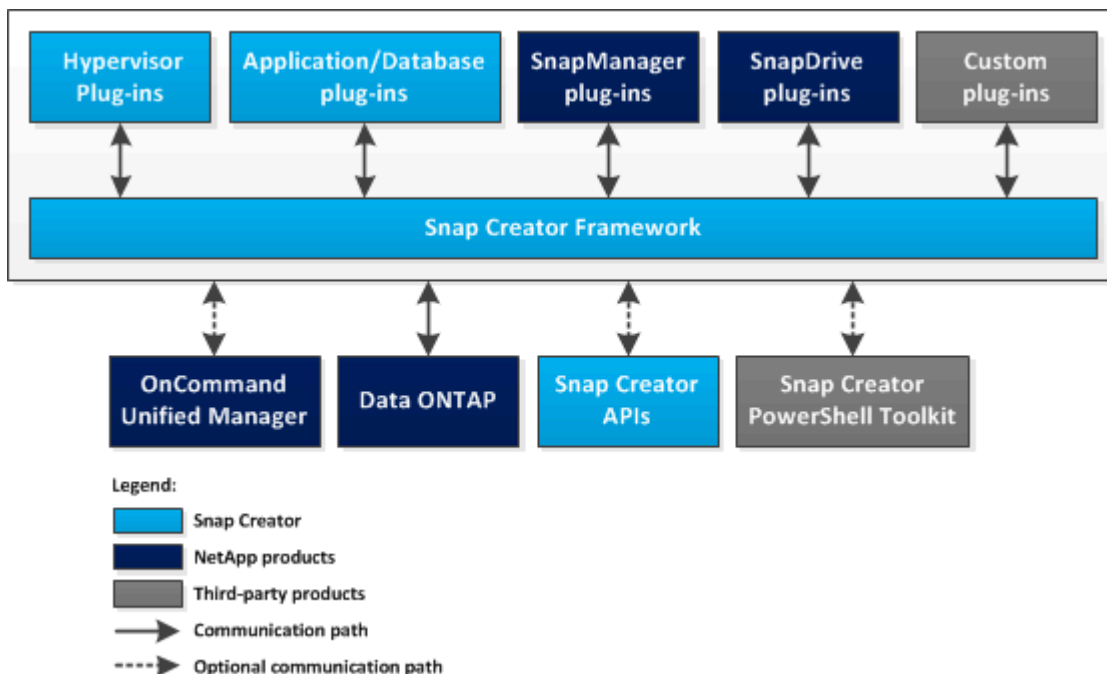 Hypervisor
Plug-ins
Application/Database
plug-ins
SnapManager
plug-ins
SnapDrive
plug-ins
Custom
plug-ins
Snap Creator Framework
OnCommand
Unified Manager
Data ONTAP
Snap Creator
APIs
Snap Creator
PowerShell Toolkit
Legend:
Snap Creator
NetApp products
Third-party products
Communication path
Optional communication path